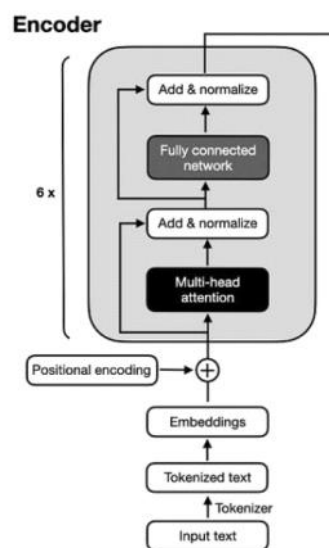 Encoder
Add & normalize
Fully connected
network
6 x
Add & normalize
Multi-head
attention
Positional encoding
+
Embeddings
Tokenized text
Tokenizer
Input text